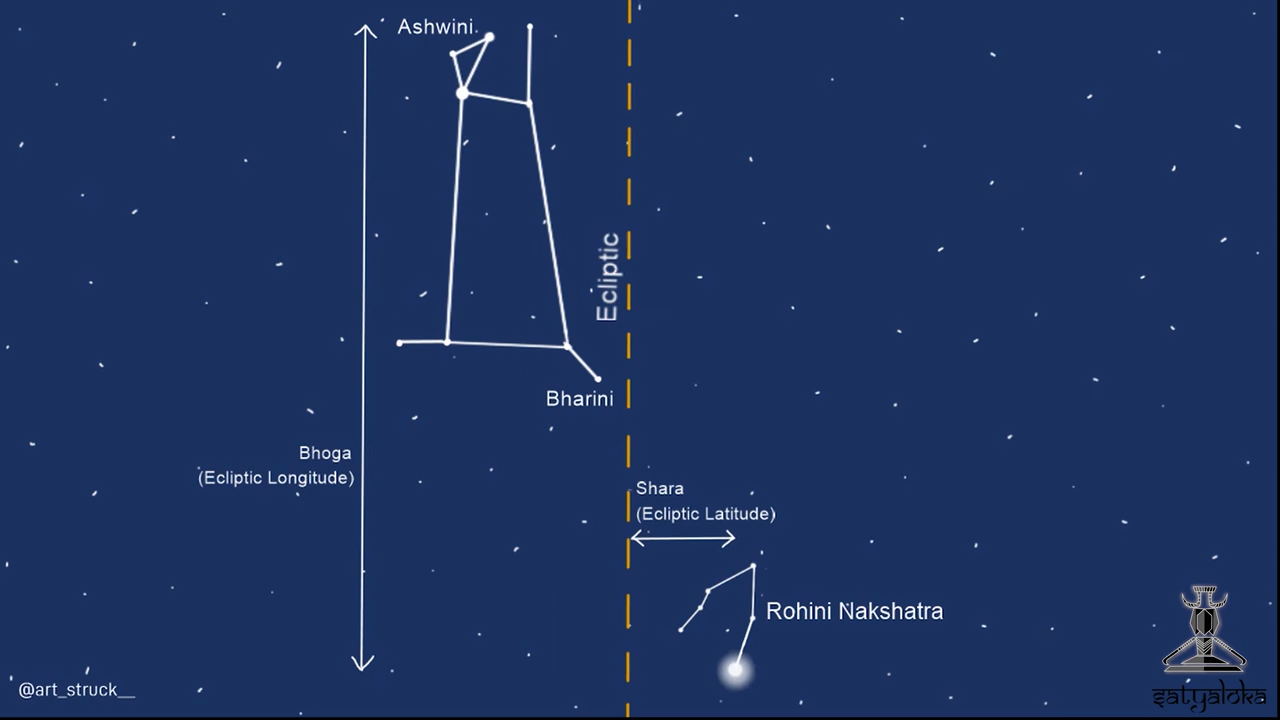 Ashwini
Ecliptic
Bharini
Bhoga
(Ecliptic Longitude)
Shara
(Ecliptic Latitude)
Rohini Nakshatra
@art_struck__
satyaloka